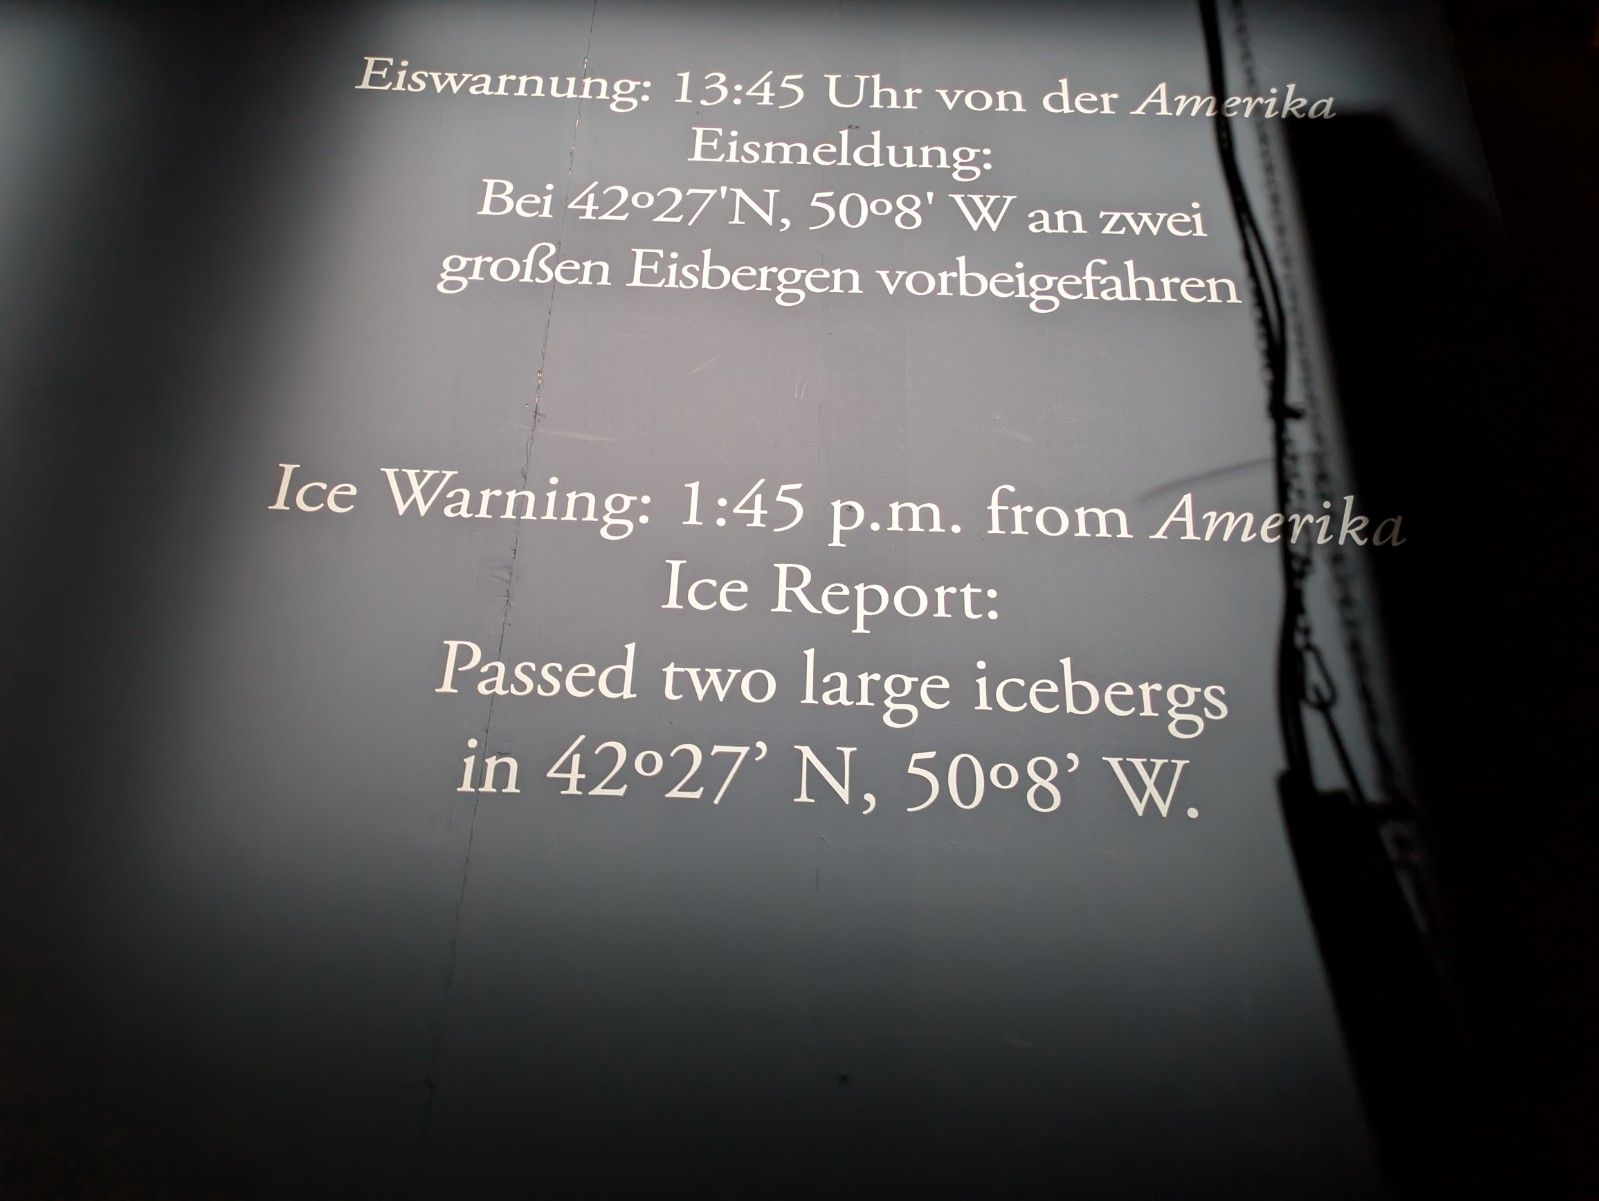 Eiswarnung: 13:45 Uhr von der Amerika
Eismeldung:
Bei 42º27'N, 50º8' W an zwei
großen Eisbergen vorbeigefahren
Ice Warning: 1:45 p.m. from Amerika
Ice Report:
Passed two large icebergs
in 42º27’ N, 50º8’ W.